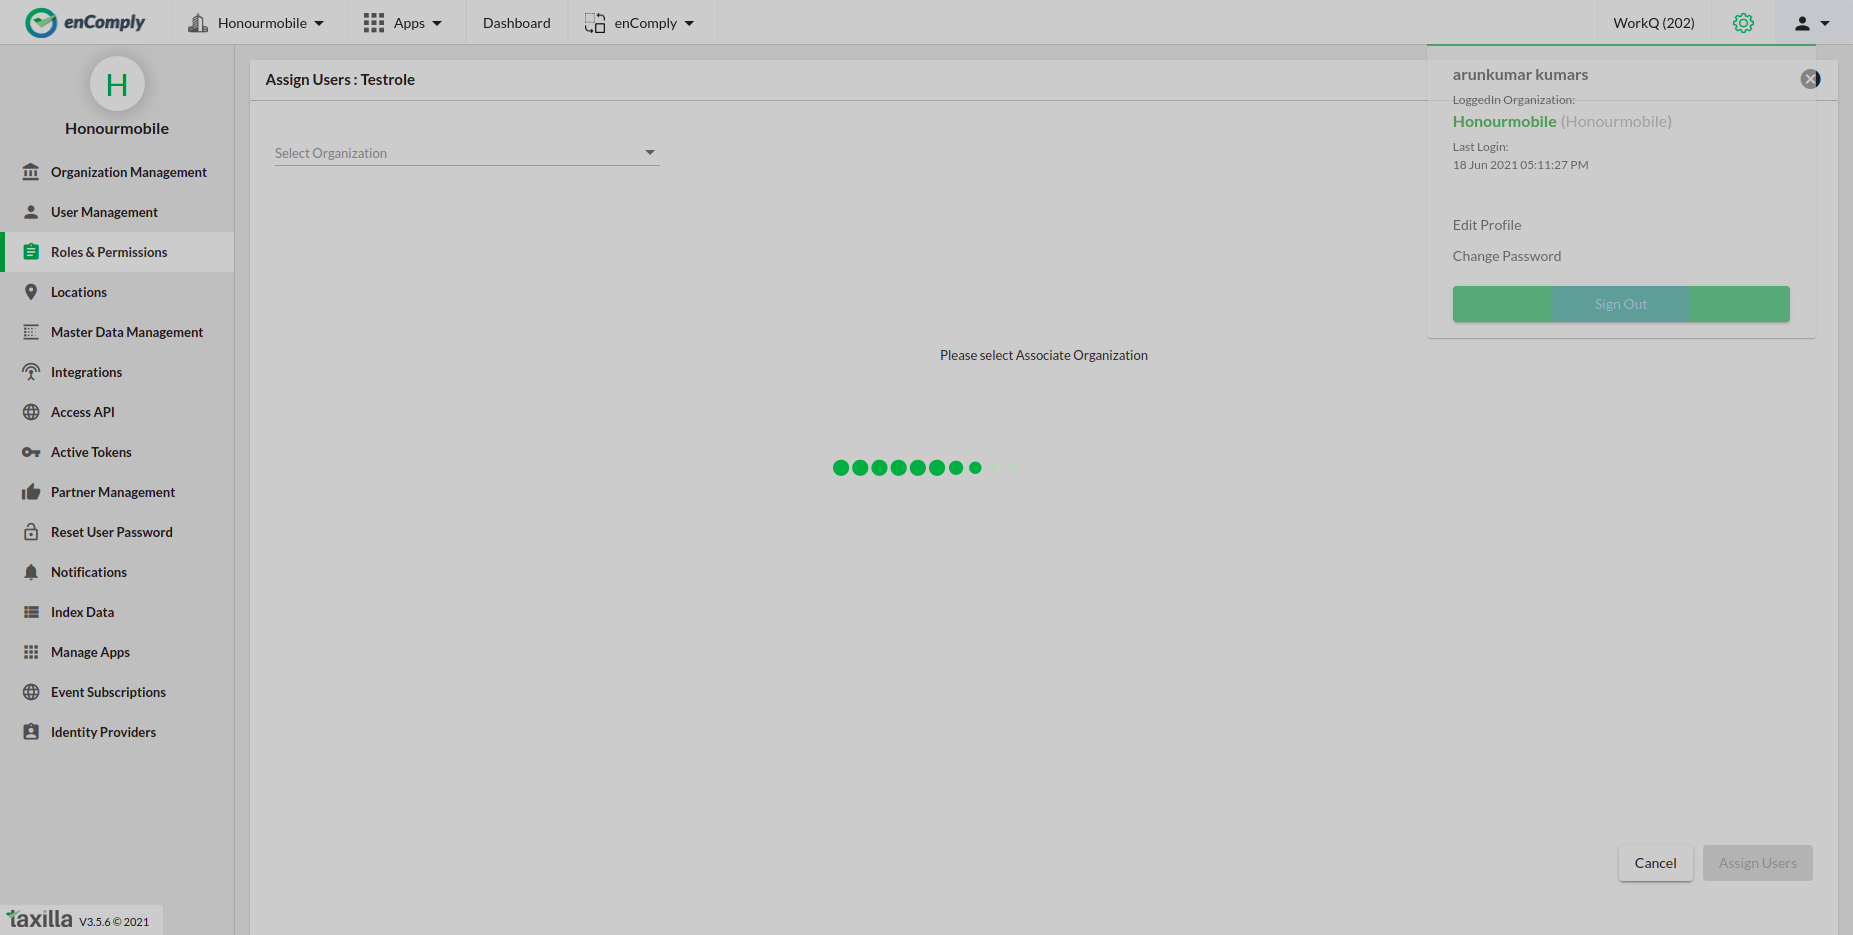 enComply
Honourmobile
Apps
Dashboard
enComply
WorkQ (202)
H
Honourmobile
Organization Management
User Management
Roles & Permissions
Locations
Master Data Management
Integrations
Access API
Active Tokens
Partner Management
Reset User Password
Notifications
Index Data
Manage Apps
Event Subscriptions
Identity Providers
taxilla V3.5.6 © 2021
Assign Users : Testrole
Select Organization
Please select Associate Organization
arunkumar kumars
LoggedIn Organization:
Honourmobile (Honourmobile)
Last Login:
18 Jun 2021 05:11:27 PM
Edit Profile
Change Password
Sign Out
Cancel
Assign Users